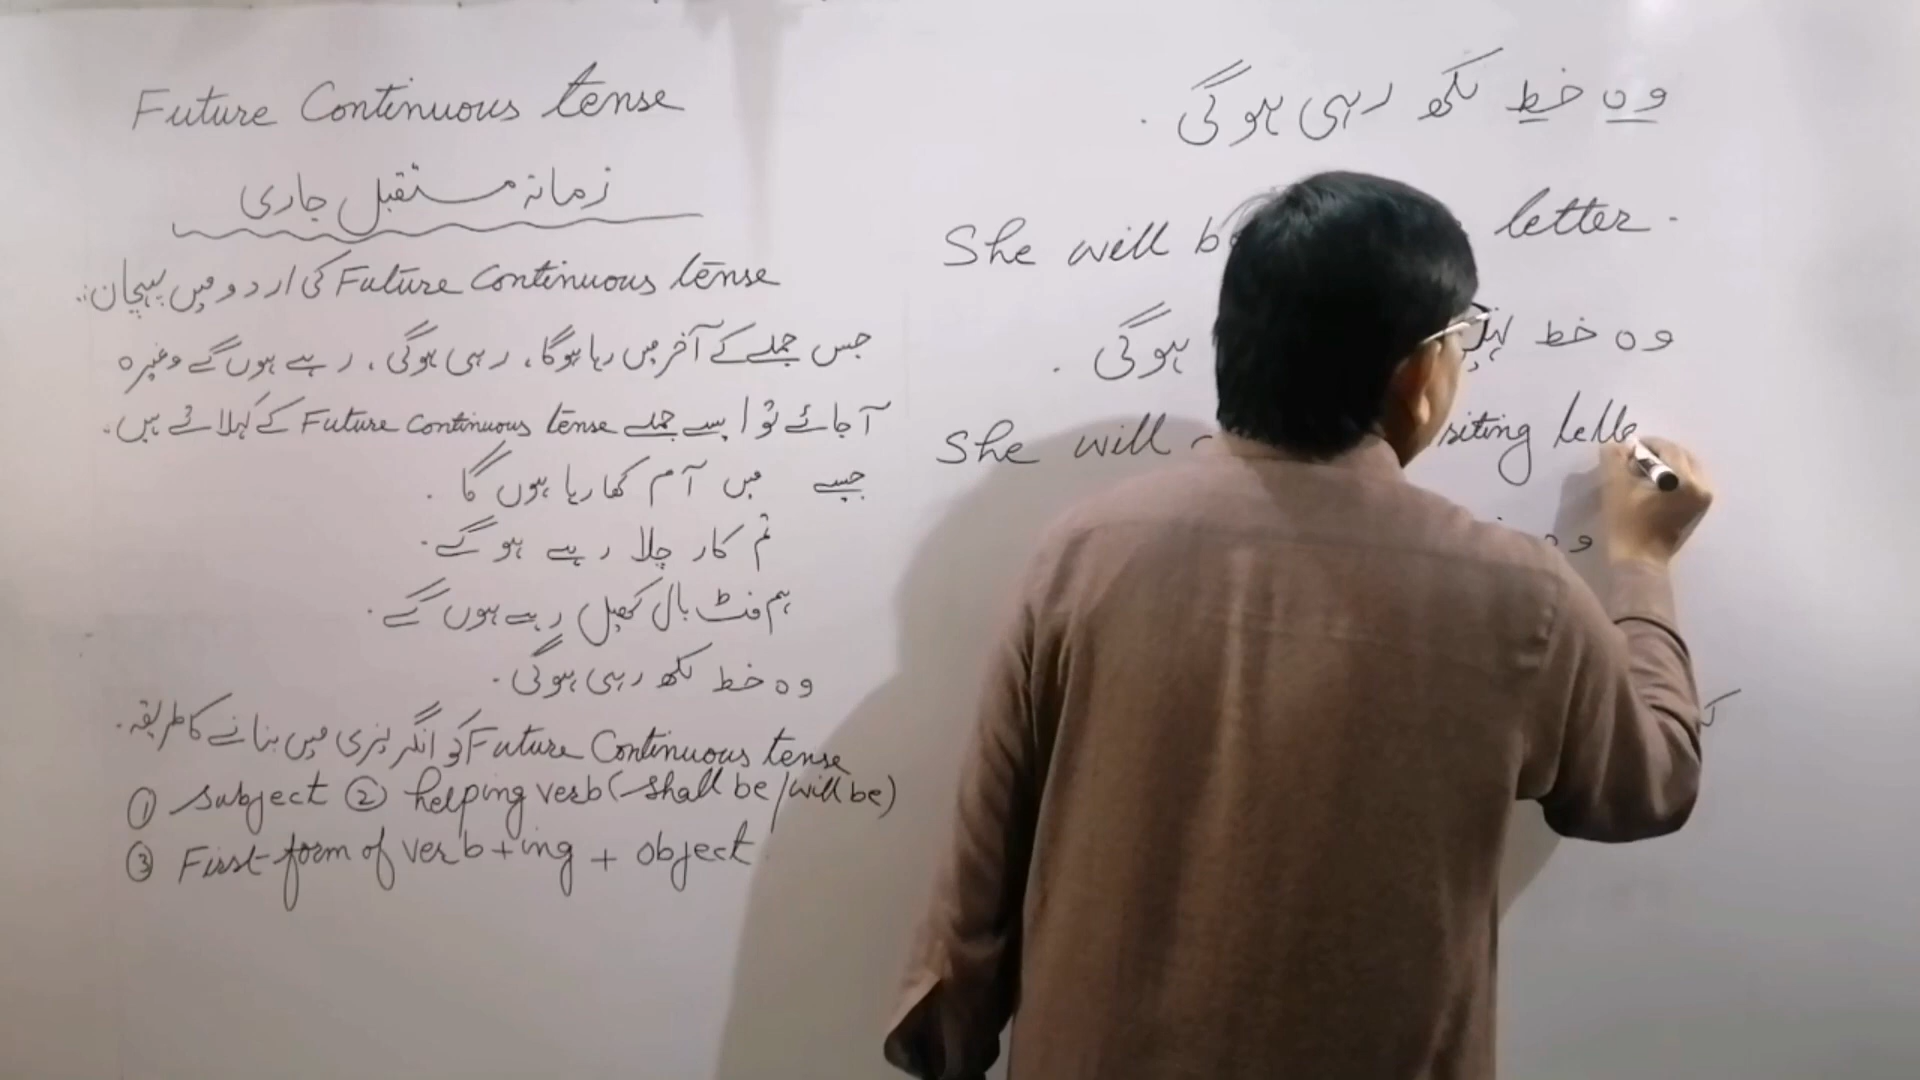 Future Continuous tense
زمانہ مستقبل جاری
Future Continuous tense کی اردو میں پہچان:
جس جملے کے آخر میں رہا ہوگا، رہی ہوگی، رہے ہوں گے وغیرہ
آ جائے تو ایسے جملے Future Continuous tense کے کہلاتے ہیں۔
جیسے میں آم کھا رہا ہوں گا۔
تم کار چلا رہے ہو گے۔
ہم فٹ بال کھیل رہے ہوں گے۔
وہ خط لکھ رہی ہوگی۔
Future Continuous tense کو انگریزی میں بنانے کا طریقہ۔
① subject ② helping verb (shall be/will be)
③ First form of verb + ing + object
وہ خط لکھ رہی ہوگی۔
She will letter.
وہ خط ہوگی۔
She will
وہ